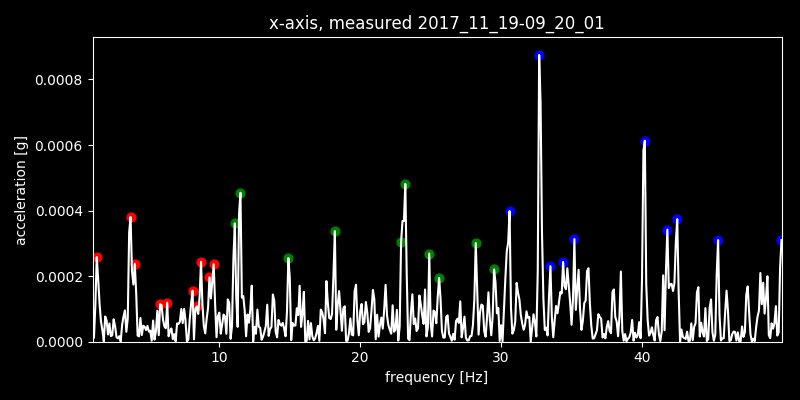 x-axis, measured 2017_11_19-09_20_01
acceleration [g]
0.0008
0.0006
0.0004
0.0002
0.0000
10 20 30 40
frequency [Hz]